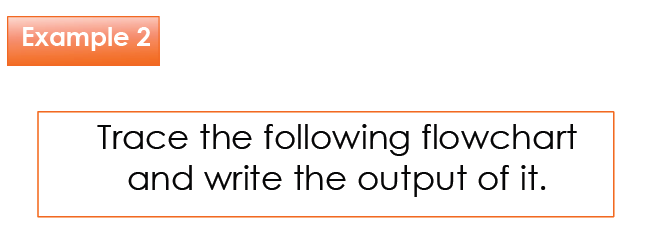 Example 2
Trace the following flowchart
and write the output of it.